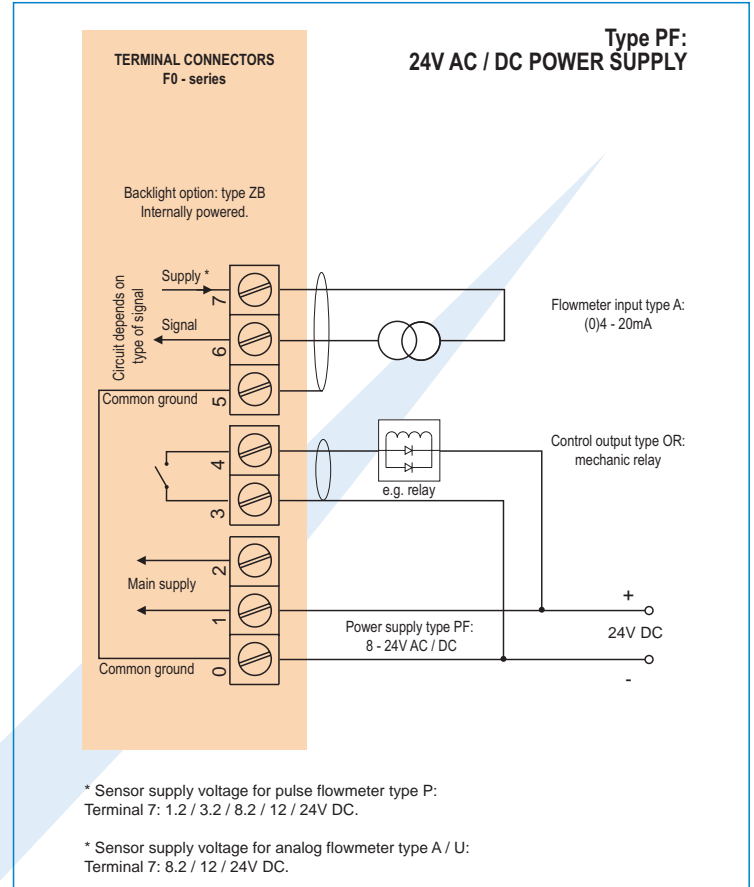 Type PF:
24V AC / DC POWER SUPPLY
TERMINAL CONNECTORS
F0 - series
Backlight option: type ZB
Internally powered.
Circuit depends on
type of signal
Supply *
7
Signal
6
Common ground
5
Flowmeter input type A:
(0)4 - 20mA
4
3
e.g. relay
Control output type OR:
mechanic relay
2
Main supply
1
Power supply type PF:
8 - 24V AC / DC
+
24V DC
-
Common ground
0
* Sensor supply voltage for pulse flowmeter type P:
Terminal 7: 1.2 / 3.2 / 8.2 / 12 / 24V DC.
* Sensor supply voltage for analog flowmeter type A / U:
Terminal 7: 8.2 / 12 / 24V DC.